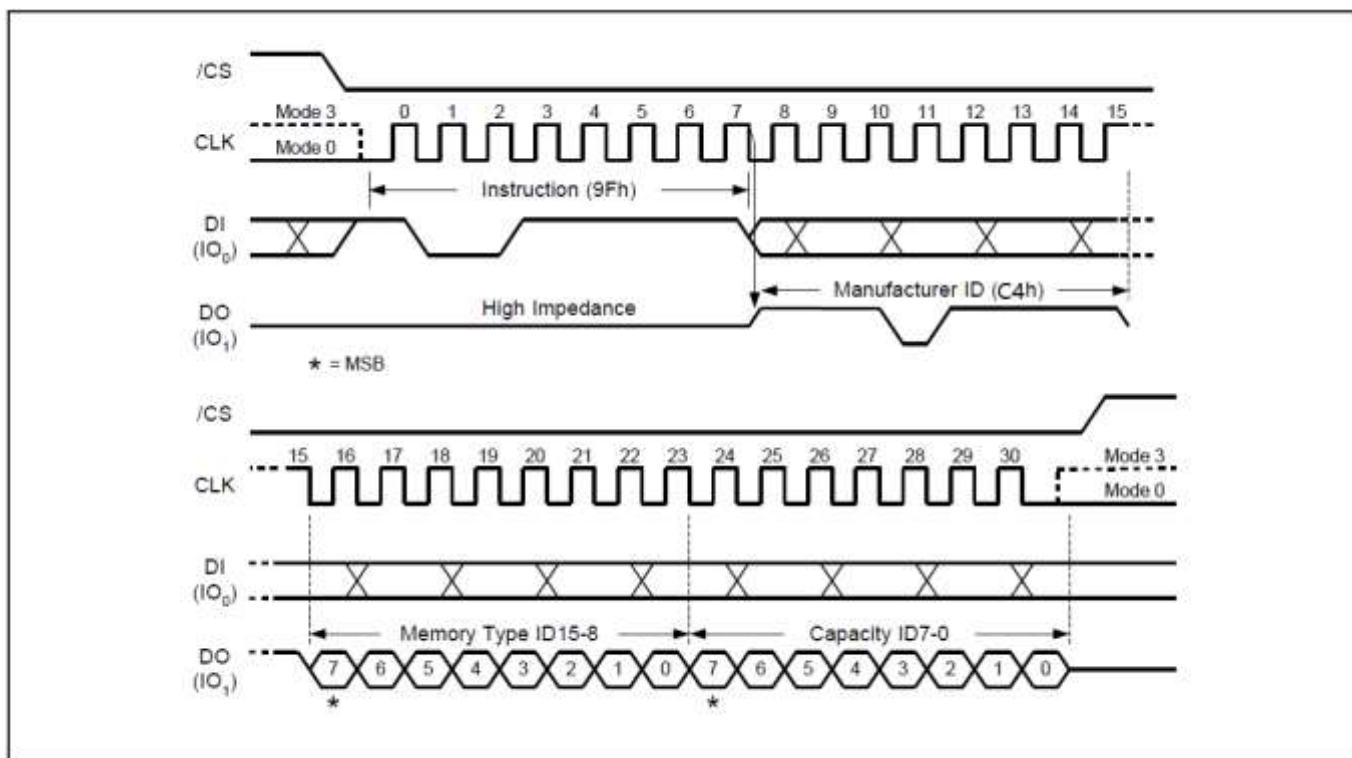 /CS
Mode 3 0 1 2 3 4 5 6 7 8 9 10 11 12 13 14 15
CLK
Mode 0
Instruction (9Fh)
DI
(IO₀)
Manufacturer ID (C4h)
DO
(IO₁)
High Impedance
* = MSB
/CS
15 16 17 18 19 20 21 22 23 24 25 26 27 28 29 30 Mode 3
CLK
Mode 0
DI
(IO₀)
Memory Type ID15-8 Capacity ID7-0
DO
(IO₁)
7 6 5 4 3 2 1 0 7 6 5 4 3 2 1 0
* *